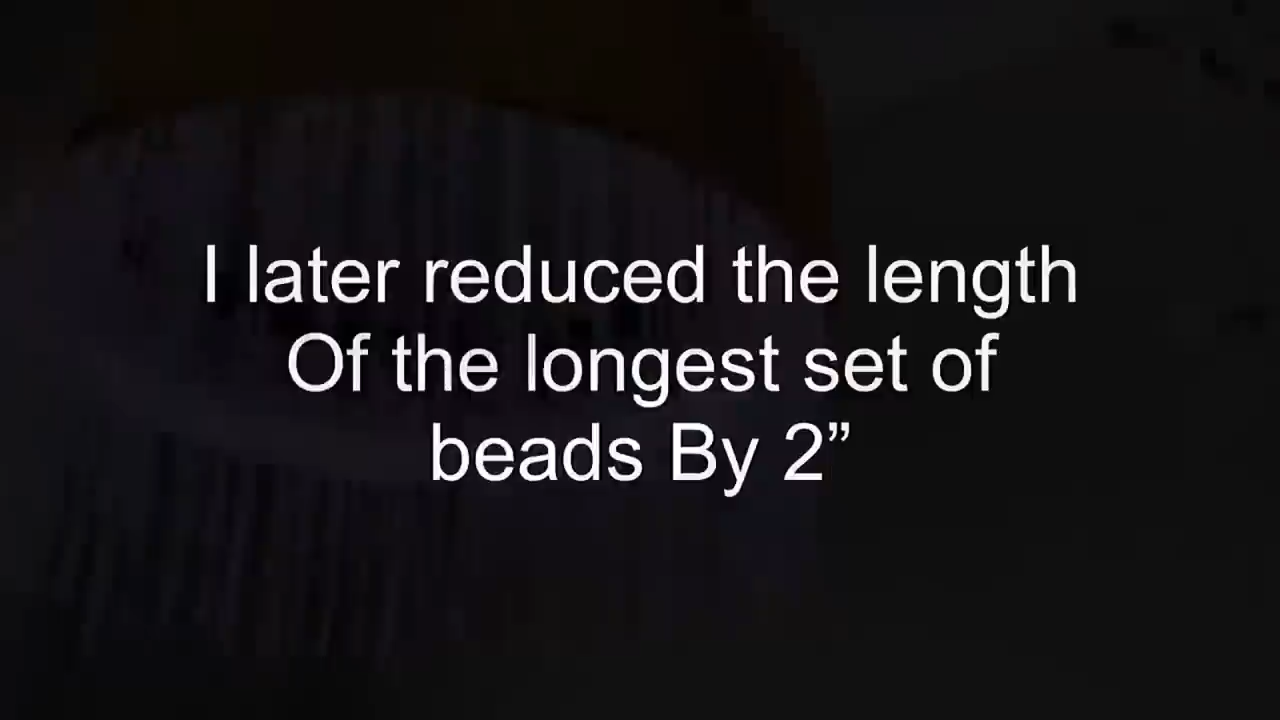 I later reduced the length
Of the longest set of
beads By 2”